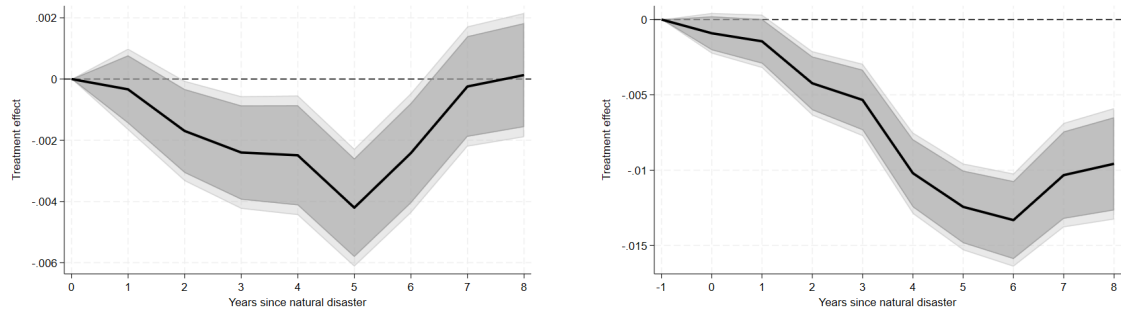 Treatment effect
.002
0
-.002
-.004
-.006
0 1 2 3 4 5 6 7 8
Years since natural disaster
Treatment effect
-0
-.005
-.01
-.015
-1 0 1 2 3 4 5 6 7 8
Years since natural disaster